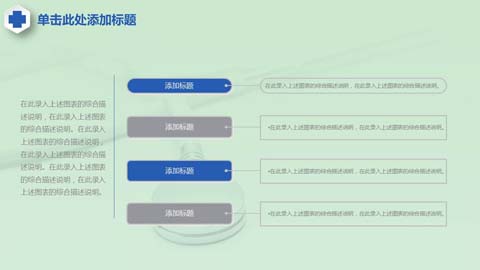 单击此处添加标题
在此录入上述图表的综合描
述说明，在此录入上述图表
的综合描述说明。在此录入
上述图表的综合描述说明，
在此录入上述图表的综合描
述说明。在此录入上述图表
的综合描述说明，在此录入
上述图表的综合描述说明。
添加标题
在此录入上述图表的综合描述说明，在此录入上述图表的综合描述说明。
添加标题
•在此录入上述图表的综合描述说明，在此录入上述图表的综合描述说明。
添加标题
•在此录入上述图表的综合描述说明，在此录入上述图表的综合描述说明。
添加标题
•在此录入上述图表的综合描述说明，在此录入上述图表的综合描述说明。